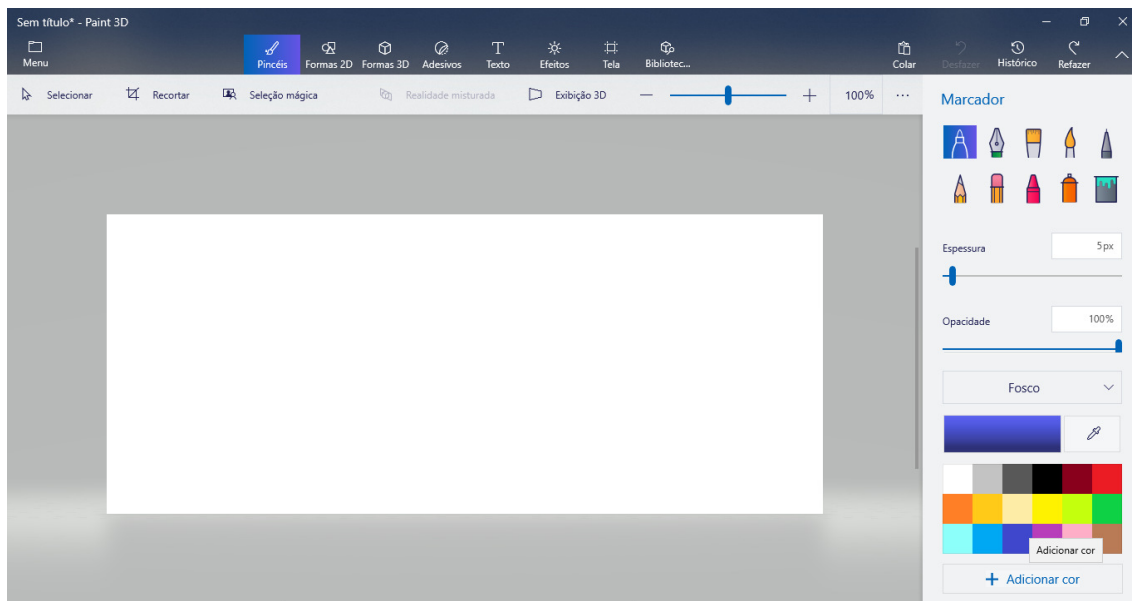 Sem título* - Paint 3D
Menu
Pincéis
Formas 2D
Formas 3D
Adesivos
Texto
Efeitos
Tela
Bibliotec...
Colar
Desfazer
Histórico
Refazer
Selecionar
Recortar
Seleção mágica
Realidade misturada
Exibição 3D
100%
Marcador
Espessura
5px
Opacidade
100%
Fosco
Adicionar cor
+ Adicionar cor